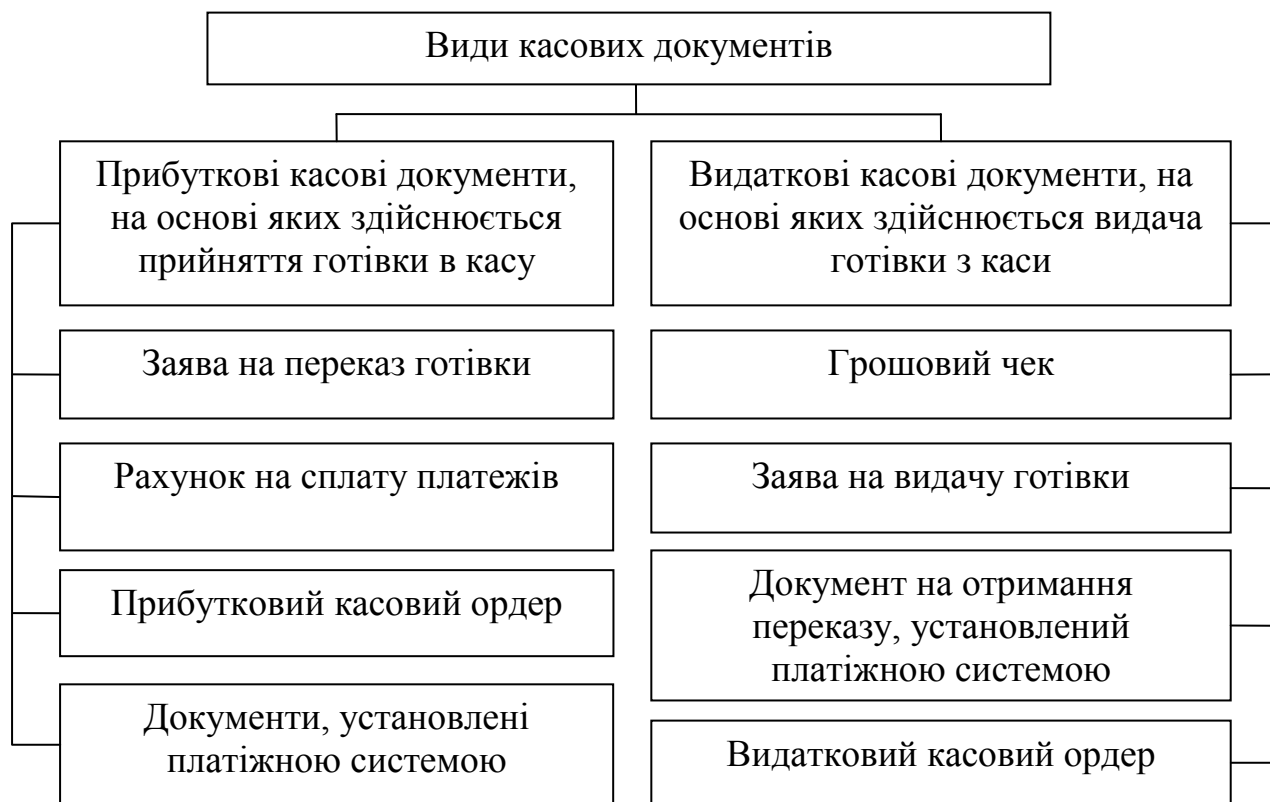 Види касових документів
Прибуткові касові документи,
на основі яких здійснюється
прийняття готівки в касу
Заява на переказ готівки
Рахунок на сплату платежів
Прибутковий касовий ордер
Документи, установлені
платіжною системою
Видаткові касові документи, на
основі яких здійснюється видача
готівки з каси
Грошовий чек
Заява на видачу готівки
Документ на отримання
переказу, установлений
платіжною системою
Видатковий касовий ордер